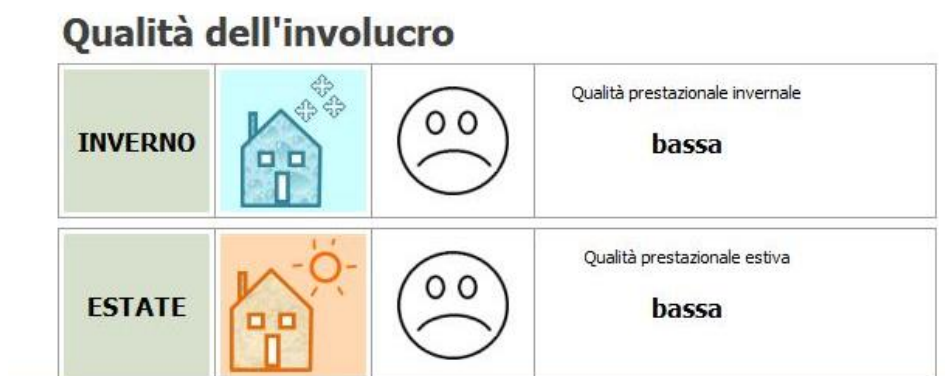 Qualità dell'involucro
INVERNO
Qualità prestazionale invernale
bassa
ESTATE
Qualità prestazionale estiva
bassa